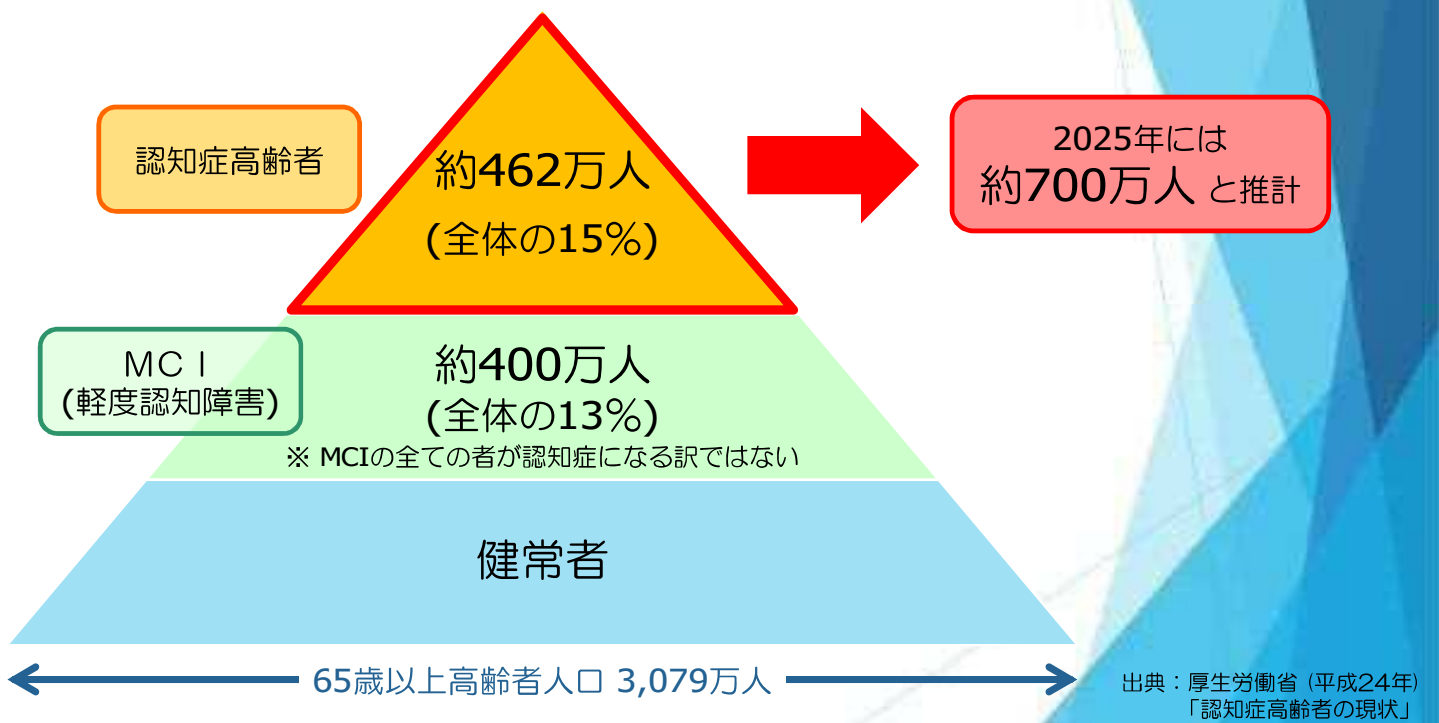 認知症高齢者
約462万人
(全体の15%)
2025年には
約700万人 と推計
MCI
(軽度認知障害)
約400万人
(全体の13%)
※ MCIの全ての者が認知症になる訳ではない
健常者
65歳以上高齢者人口 3,079万人
出典：厚生労働省 (平成24年)
「認知症高齢者の現状」